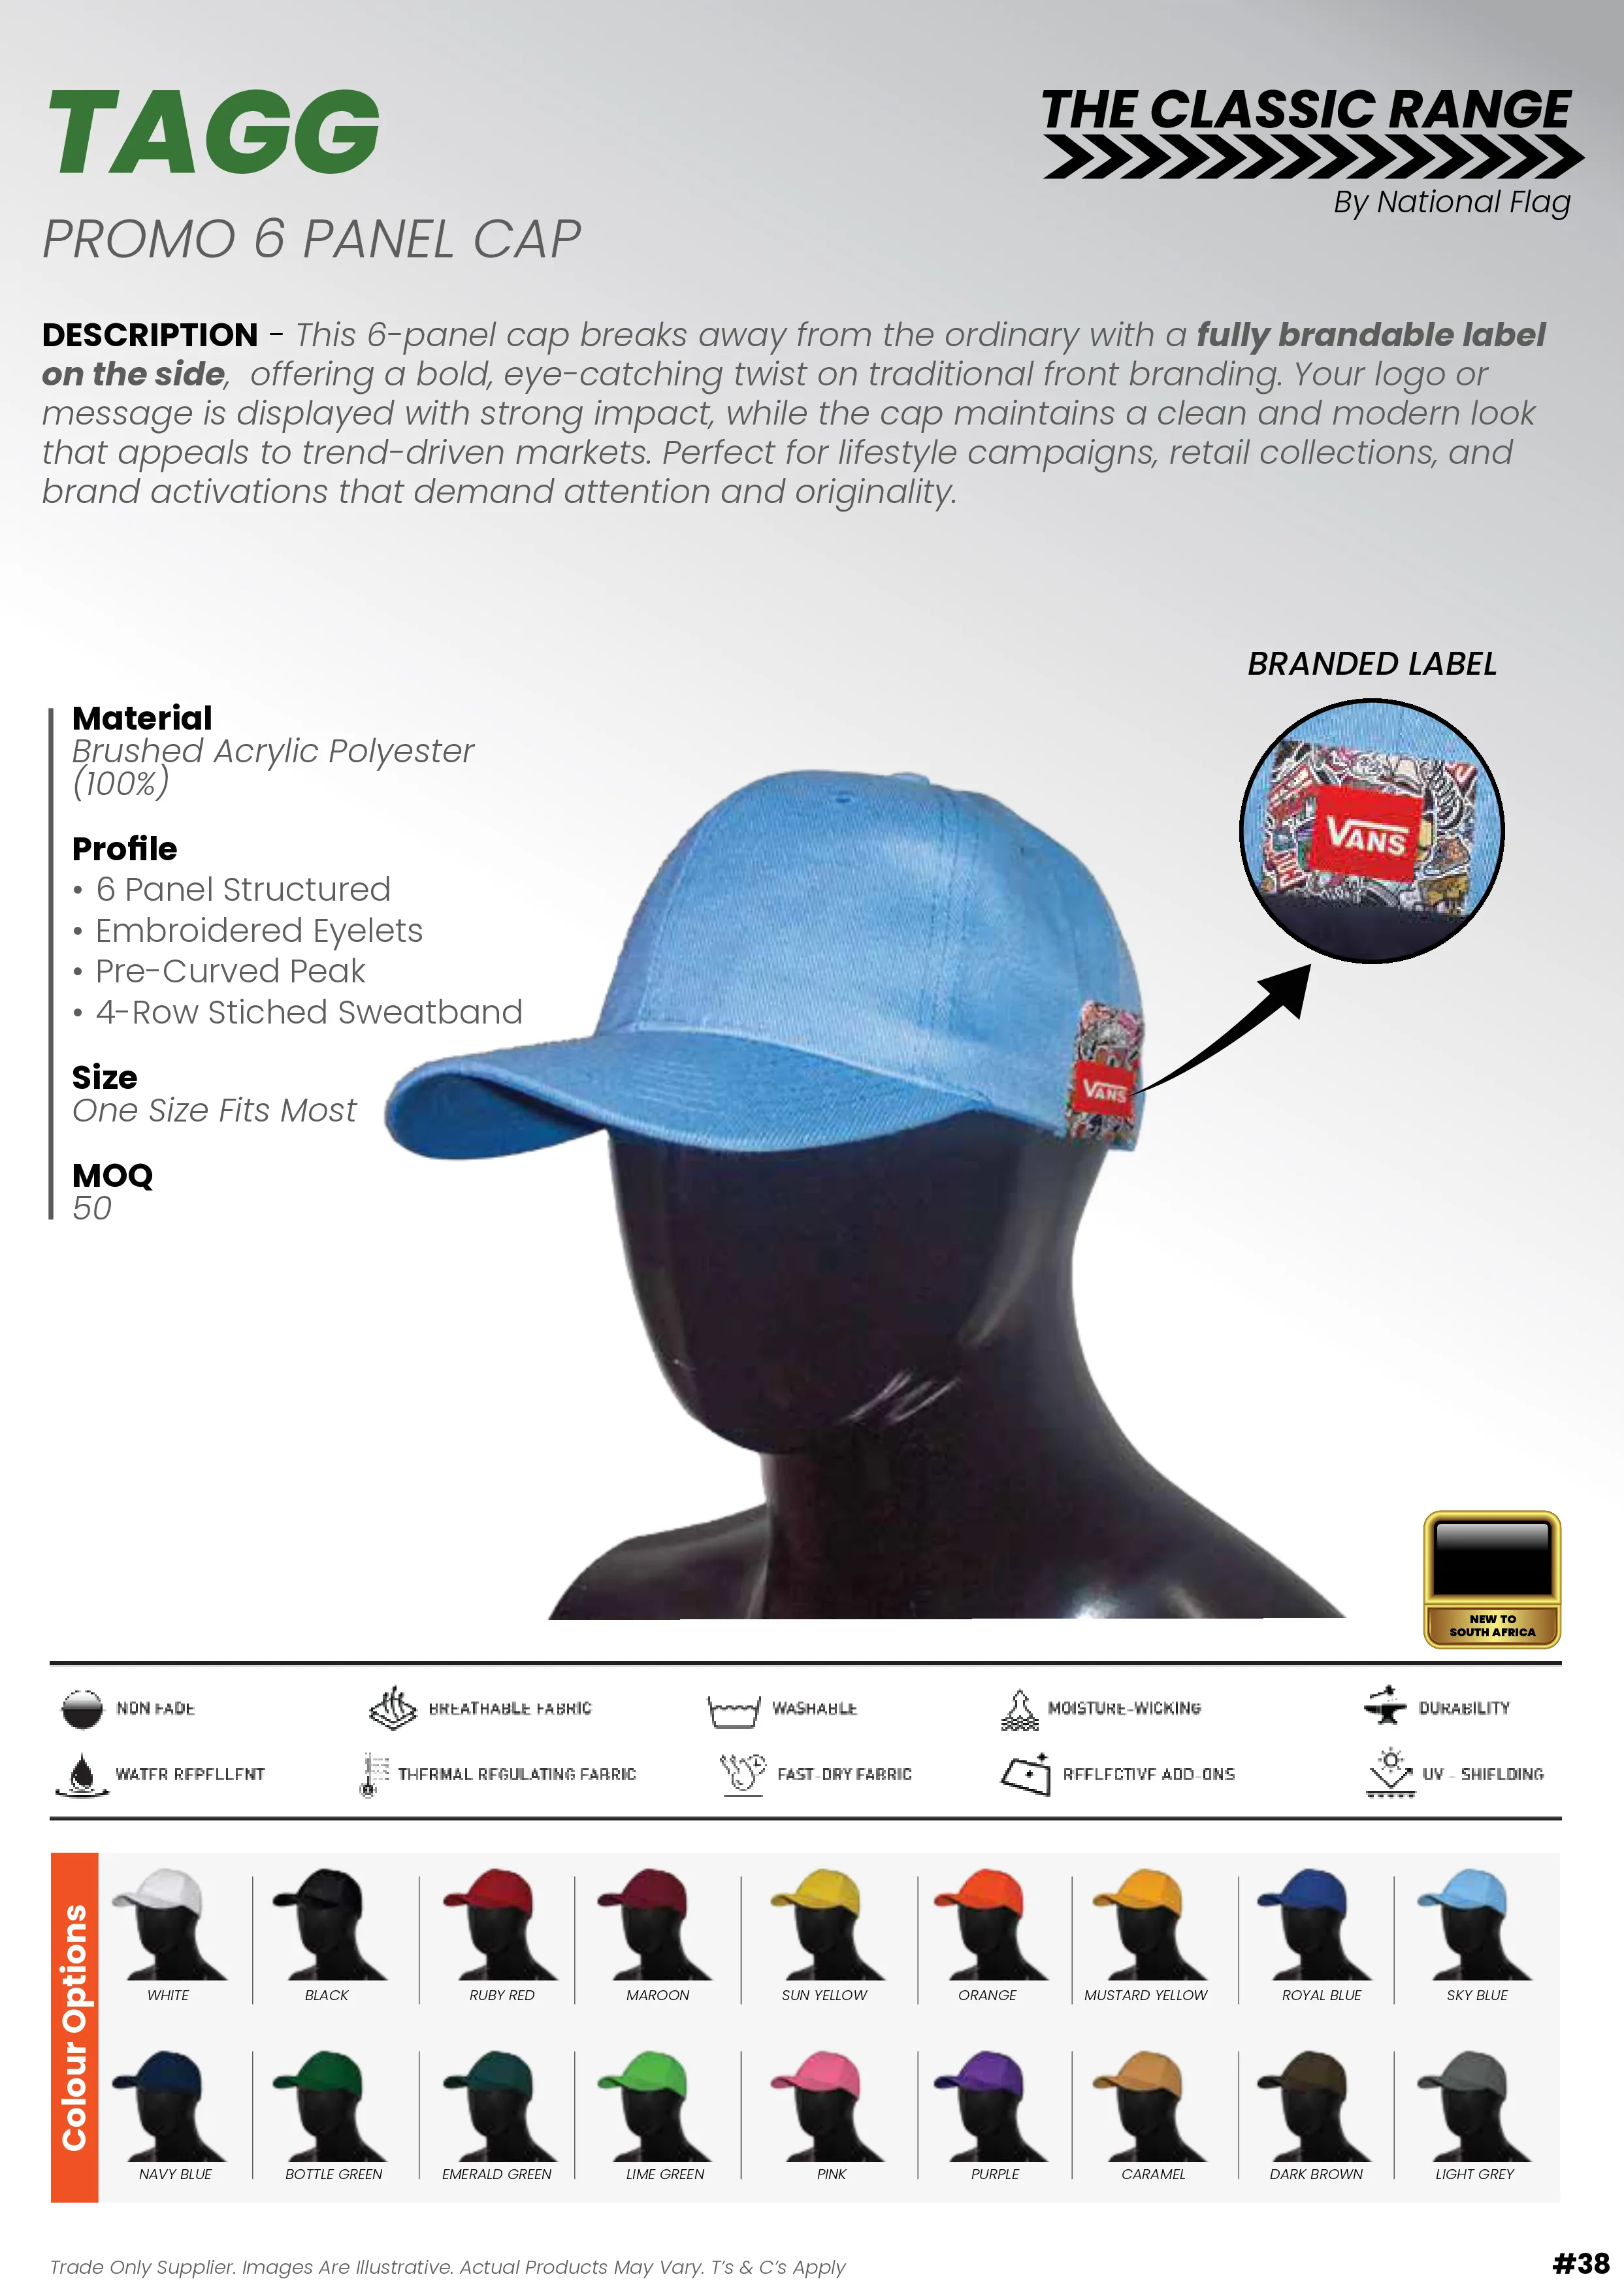 TAGG
THE CLASSIC RANGE
By National Flag
PROMO 6 PANEL CAP
DESCRIPTION - This 6-panel cap breaks away from the ordinary with a fully brandable label
on the side,  offering a bold, eye-catching twist on traditional front branding. Your logo or
message is displayed with strong impact, while the cap maintains a clean and modern look
that appeals to trend-driven markets. Perfect for lifestyle campaigns, retail collections, and
brand activations that demand attention and originality.
BRANDED LABEL
VANS
Material
Brushed Acrylic Polyester
(100%)
Profile
• 6 Panel Structured
• Embroidered Eyelets
• Pre-Curved Peak
• 4-Row Stiched Sweatband
Size
One Size Fits Most
MOQ
50
VANS
NEW TO
SOUTH AFRICA
NON FADE
BREATHABLE FABRIC
WASHABLE
MOISTURE-WICKING
DURABILITY
WATER REPELLENT
THERMAL REGULATING FABRIC
FAST-DRY FABRIC
REFLECTIVE ADD-ONS
UV - SHIELDING
Colour Options
WHITE
BLACK
RUBY RED
MAROON
SUN YELLOW
ORANGE
MUSTARD YELLOW
ROYAL BLUE
SKY BLUE
NAVY BLUE
BOTTLE GREEN
EMERALD GREEN
LIME GREEN
PINK
PURPLE
CARAMEL
DARK BROWN
LIGHT GREY
Trade Only Supplier. Images Are Illustrative. Actual Products May Vary. T's & C's Apply
#38